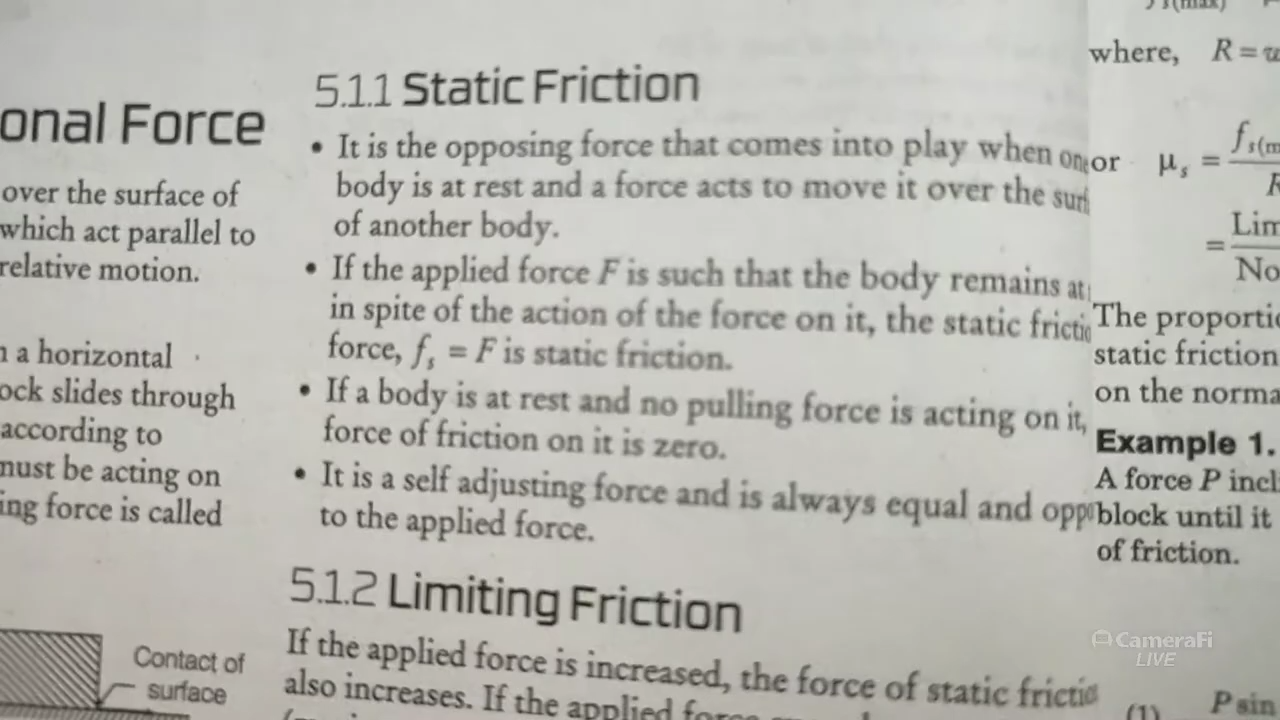 onal Force
over the surface of
which act parallel to
relative motion.
a horizontal
ock slides through
according to
must be acting on
ing force is called
Contact of
surface
5.1.1 Static Friction
• It is the opposing force that comes into play when one
body is at rest and a force acts to move it over the surf
of another body.
• If the applied force F is such that the body remains at
in spite of the action of the force on it, the static frictio
force, fₛ = F is static friction.
• If a body is at rest and no pulling force is acting on it,
force of friction on it is zero.
• It is a self adjusting force and is always equal and oppo
to the applied force.
5.1.2 Limiting Friction
If the applied force is increased, the force of static frictio
also increases. If the applied force
where, R =
or μₛ = fₛ(m
R
= Lim
No
The proportio
static friction
on the norma
Example 1.
A force P incl
block until it
of friction.
(1)
P sin
CameraFi
LIVE